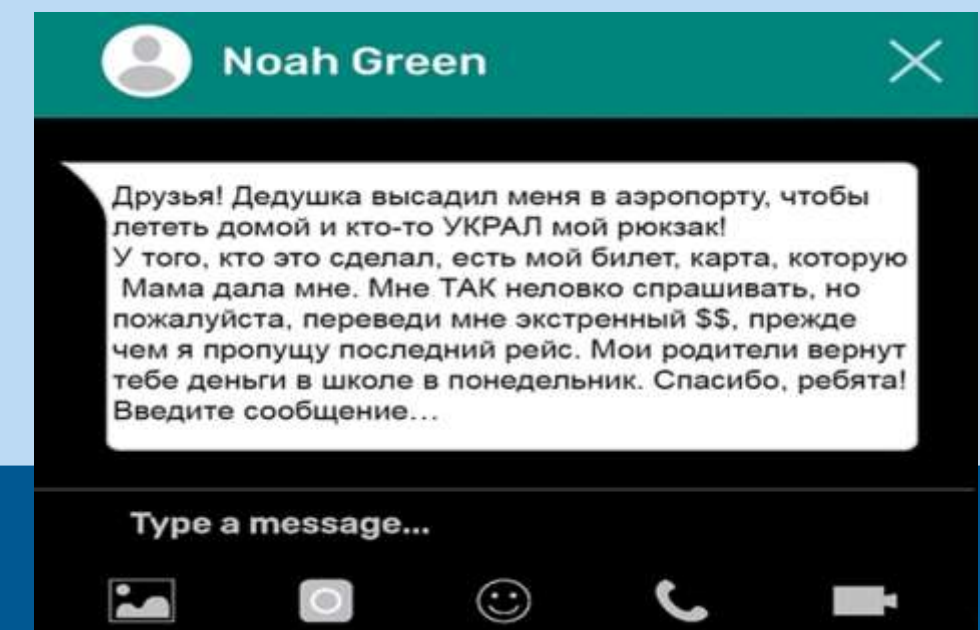 Noah Green
Друзья! Дедушка высадил меня в аэропорту, чтобы
лететь домой и кто-то УКРАЛ мой рюкзак!
У того, кто это сделал, есть мой билет, карта, которую
Мама дала мне. Мне ТАК неловко спрашивать, но
пожалуйста, переведи мне экстренный $$, прежде
чем я пропущу последний рейс. Мои родители вернут
тебе деньги в школе в понедельник. Спасибо, ребята!
Введите сообщение...
Type a message...